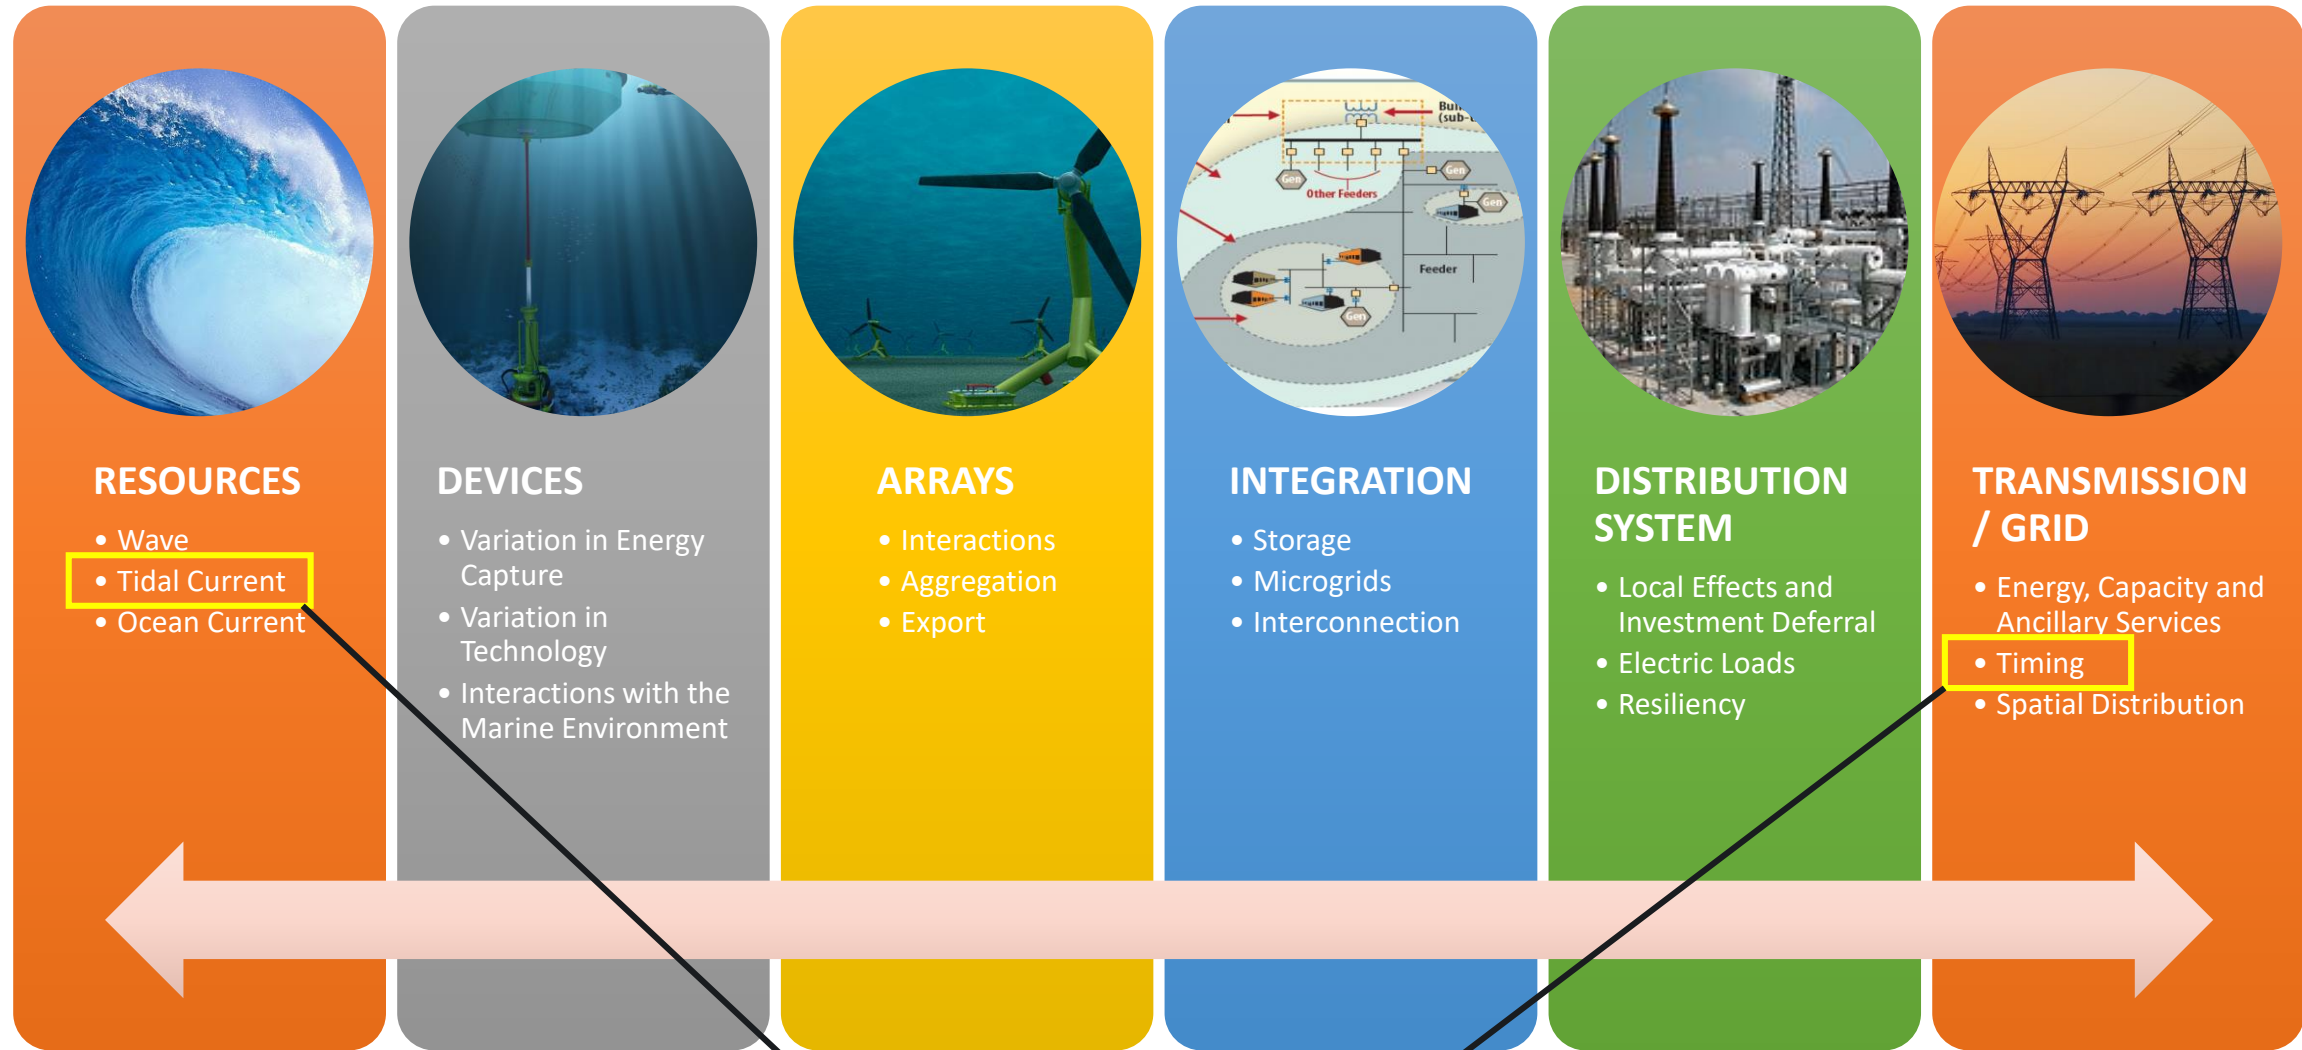 Buil
(sub-
Gen
Gen
Other Feeders
Gen
Feeder
Gen
RESOURCES
• Wave
• Tidal Current
• Ocean Current
DEVICES
• Variation in Energy
Capture
• Variation in
Technology
• Interactions with the
Marine Environment
ARRAYS
• Interactions
• Aggregation
• Export
INTEGRATION
• Storage
• Microgrids
• Interconnection
DISTRIBUTION
SYSTEM
• Local Effects and
Investment Deferral
• Electric Loads
• Resiliency
TRANSMISSION
/ GRID
• Energy, Capacity and
Ancillary Services
• Timing
• Spatial Distribution